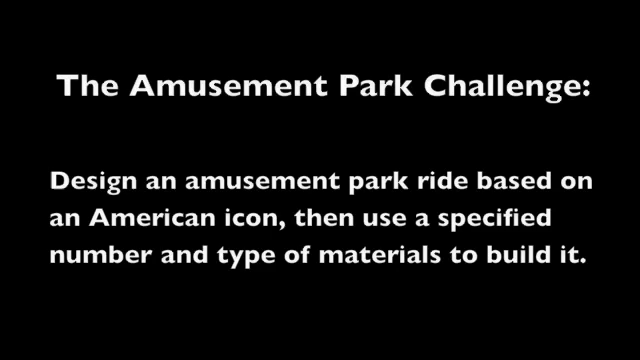 The Amusement Park Challenge:
Design an amusement park ride based on
an American icon, then use a specified
number and type of materials to build it.